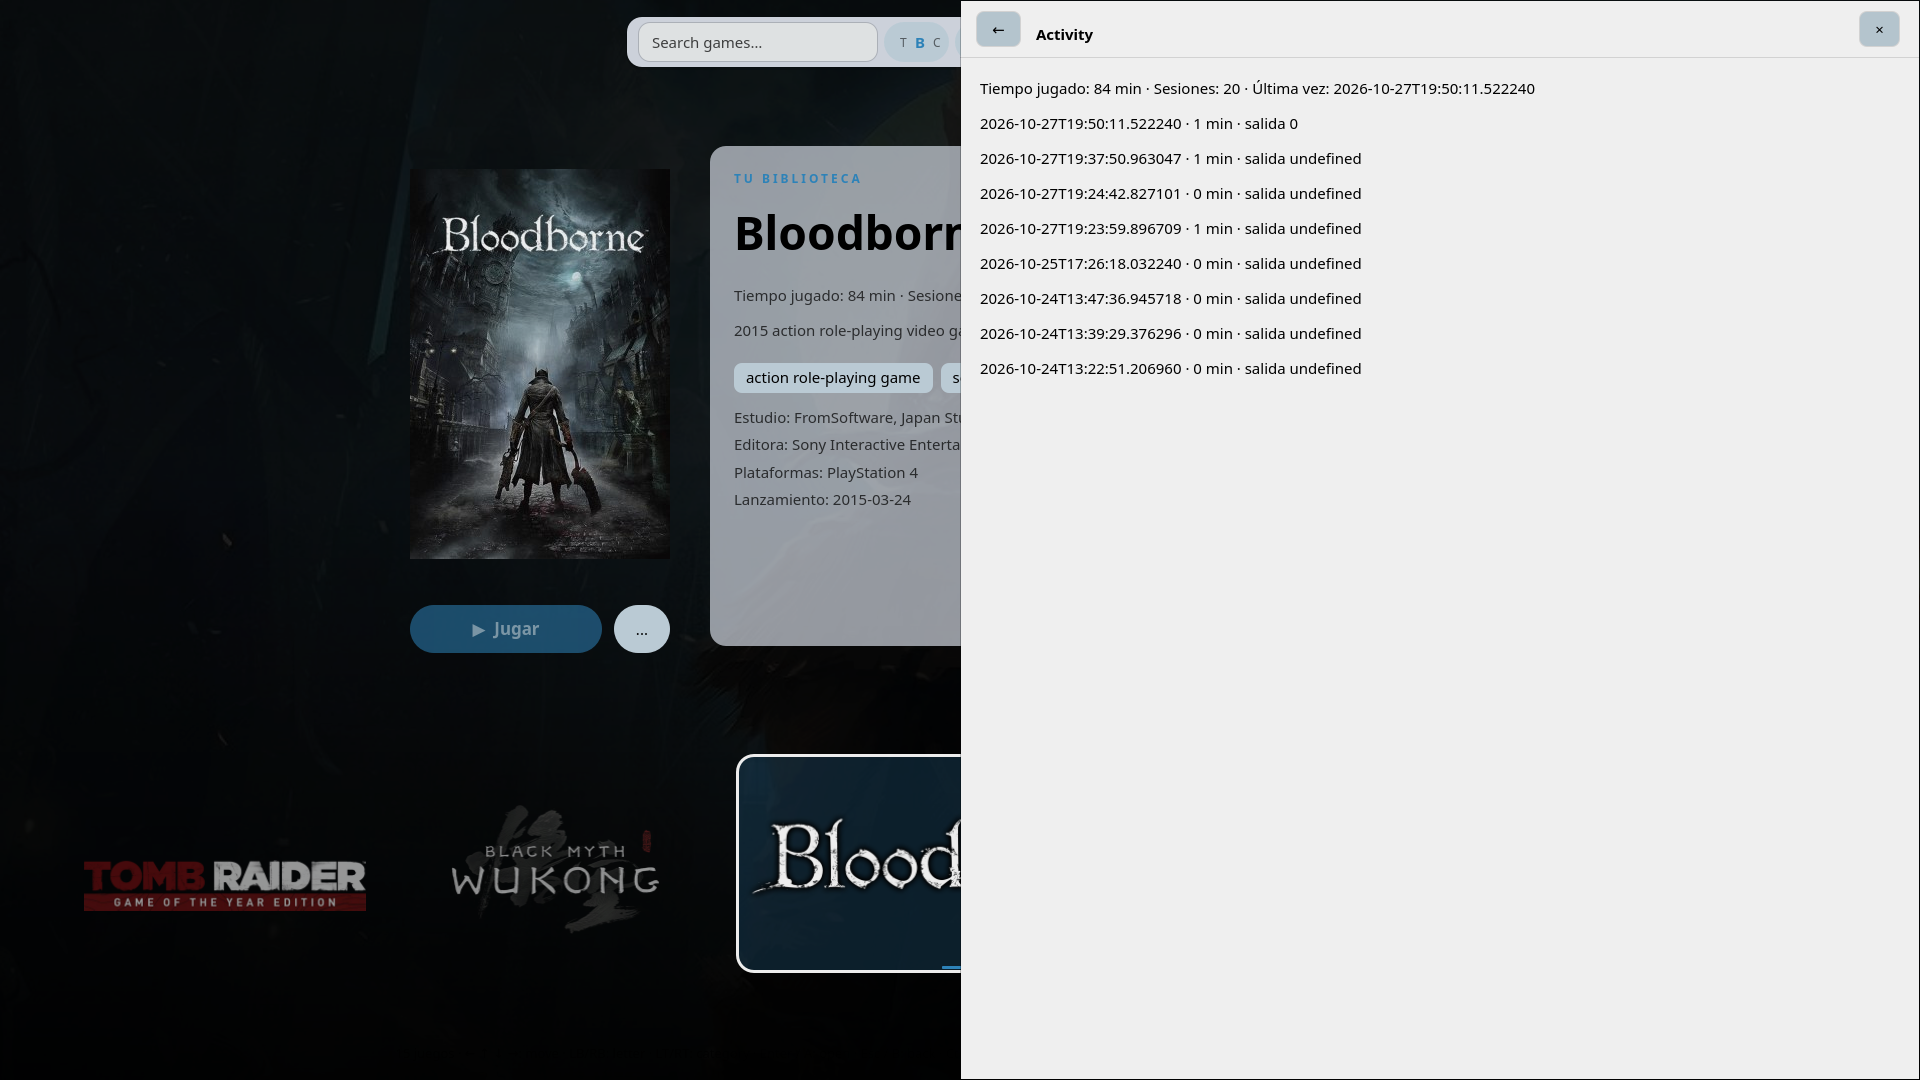 Search games...
T B C
← Activity ×
Tiempo jugado: 84 min · Sesiones: 20 · Última vez: 2026-10-27T19:50:11.522240
2026-10-27T19:50:11.522240 · 1 min · salida 0
2026-10-27T19:37:50.963047 · 1 min · salida undefined
2026-10-27T19:24:42.827101 · 0 min · salida undefined
2026-10-27T19:23:59.896709 · 1 min · salida undefined
2026-10-25T17:26:18.032240 · 0 min · salida undefined
2026-10-24T13:47:36.945718 · 0 min · salida undefined
2026-10-24T13:39:29.376296 · 0 min · salida undefined
2026-10-24T13:22:51.206960 · 0 min · salida undefined
Bloodborne
TU BIBLIOTECA
Bloodborn
Tiempo jugado: 84 min · Sesione
2015 action role-playing video ga
action role-playing game
Estudio: FromSoftware, Japan Stu
Editora: Sony Interactive Enterta
Plataformas: PlayStation 4
Lanzamiento: 2015-03-24
▶ Jugar
...
TOMB RAIDER
GAME OF THE YEAR EDITION
BLACK MYTH
WUKONG
Blood